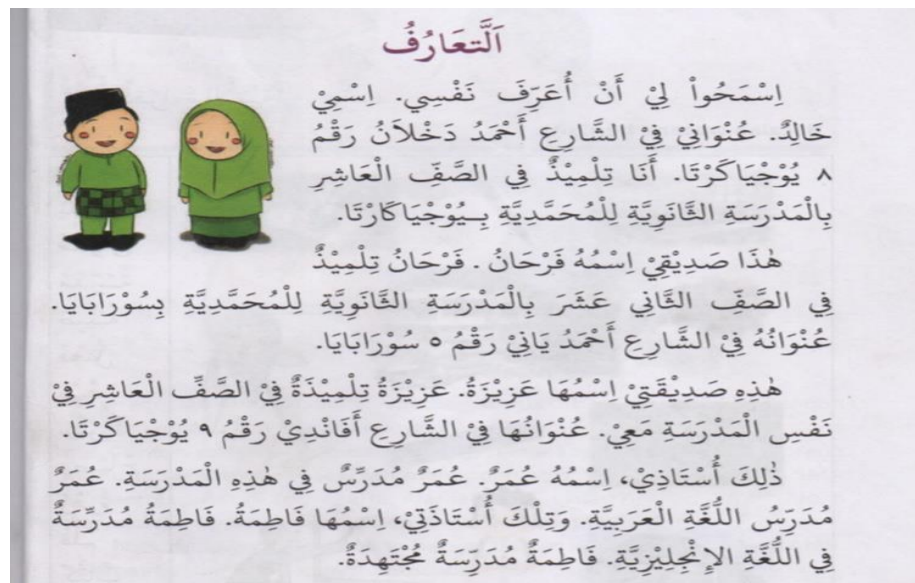 اَلتَّعَارُفُ
اِسْمَحُواْ لِيْ أَنْ أُعَرِّفَ نَفْسِي. اِسْمِيْ
خَالِدٌ. عُنْوَانِيْ فِيْ الشَّارِعِ أَحْمَدُ دَخْلَانُ رَقْمُ
٨ يُوْجْيَاكَرْتَا. أَنَا تِلْمِيْذٌ فِي الصَّفِّ الْعَاشِرِ
بِالْمَدْرَسَةِ الثَّانَوِيَّةِ لِلْمُحَمَّدِيَّةِ بِـيُوْجْيَاكَارْتَا.
هٰذَا صَدِيْقِيْ اِسْمُهُ فَرْحَانُ . فَرْحَانُ تِلْمِيْذٌ
فِي الصَّفِّ الثَّانِي عَشَرَ بِالْمَدْرَسَةِ الثَّانَوِيَّةِ لِلْمُحَمَّدِيَّةِ بِسُوْرَابَايَا.
عُنْوَانُهُ فِيْ الشَّارِعِ أَحْمَدُ يَانِيْ رَقْمُ ٥ سُوْرَابَايَا.
هٰذِهِ صَدِيْقَتِيْ اِسْمُهَا عَزِيْزَةُ. عَزِيْزَةُ تِلْمِيْذَةٌ فِيْ الصَّفِّ الْعَاشِرِ فِيْ
نَفْسِ الْمَدْرَسَةِ مَعِيْ. عُنْوَانُهَا فِيْ الشَّارِعِ أَفَانْدِيْ رَقْمُ ٩ يُوْجْيَاكَرْتَا.
ذٰلِكَ أُسْتَاذِيْ، اِسْمُهُ عُمَرُ. عُمَرُ مُدَرِّسٌ فِي هٰذِهِ الْمَدْرَسَةِ. عُمَرُ
مُدَرِّسُ اللُّغَّةِ الْعَرَبِيَّةِ. وَتِلْكَ أُسْتَاذَتِيْ، اِسْمُهَا فَاطِمَةُ. فَاطِمَةُ مُدَرِّسَةٌ
فِي اللُّغَّةِ الإِنْجِلِيْزِيَّةِ. فَاطِمَةُ مُدَرِّسَةٌ مُجْتَهِدَةٌ.